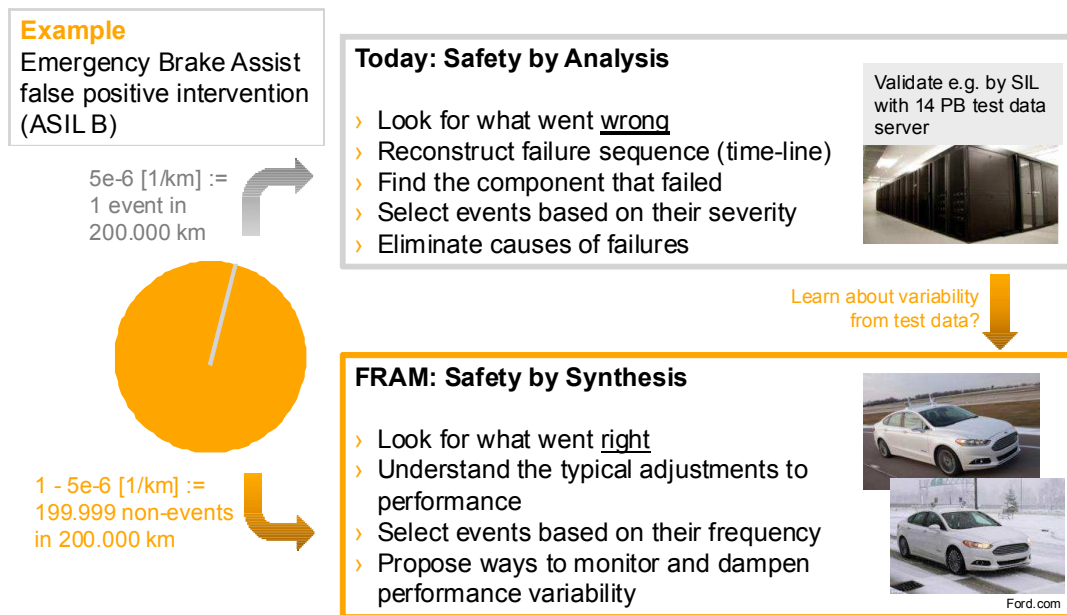 Example
Emergency Brake Assist
false positive intervention
(ASIL B)
5e-6 [1/km] :=
1 event in
200.000 km
1 - 5e-6 [1/km] :=
199.999 non-events
in 200.000 km
Today: Safety by Analysis
› Look for what went wrong
› Reconstruct failure sequence (time-line)
› Find the component that failed
› Select events based on their severity
› Eliminate causes of failures
Validate e.g. by SIL
with 14 PB test data
server
Learn about variability
from test data?
FRAM: Safety by Synthesis
› Look for what went right
› Understand the typical adjustments to
performance
› Select events based on their frequency
› Propose ways to monitor and dampen
performance variability
Ford.com